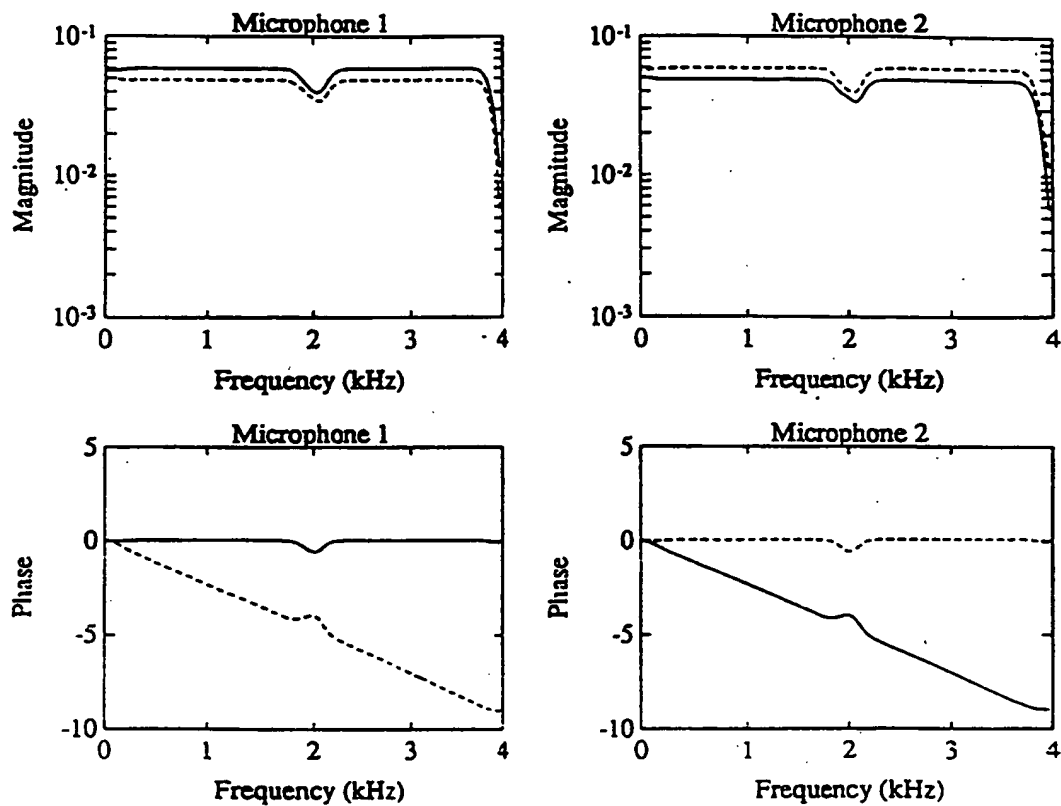 Microphone 1
10-1
10-2
10-3
Magnitude
0 1 2 3 4
Frequency (kHz)
Microphone 2
10-1
10-2
10-3
Magnitude
0 1 2 3 4
Frequency (kHz)
Microphone 1
5
0
-5
-10
Phase
0 1 2 3 4
Frequency (kHz)
Microphone 2
5
0
-5
-10
Phase
0 1 2 3 4
Frequency (kHz)